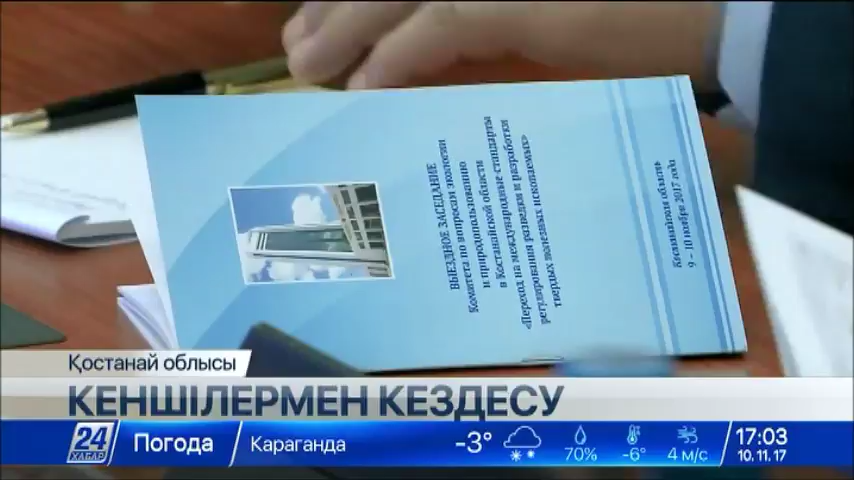 ВЫЕЗДНОЕ ЗАСЕДАНИЕ
Комитета по вопросам экологии
и природопользованию
в Костанайской области
«Переход на международные стандарты
регулирования разведки и разработки
твердых полезных ископаемых»
Костанайская область
9 – 10 ноября 2017 года
Қостанай облысы
КЕНШІЛЕРМЕН КЕЗДЕСУ
24
ХАБАР
Погода
Караганда
-3°
70%
-6°
4 м/с
17:03
10.11.17